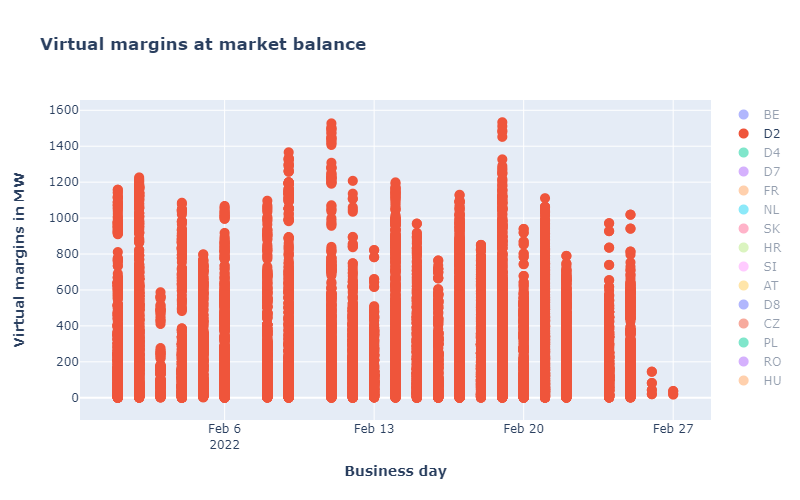 Virtual margins at market balance
Virtual margins in MW
1600
1400
1200
1000
800
600
400
200
0
Feb 6
2022
Feb 13
Feb 20
Feb 27
Business day
BE
D2
D4
D7
FR
NL
SK
HR
SI
AT
D8
CZ
PL
RO
HU